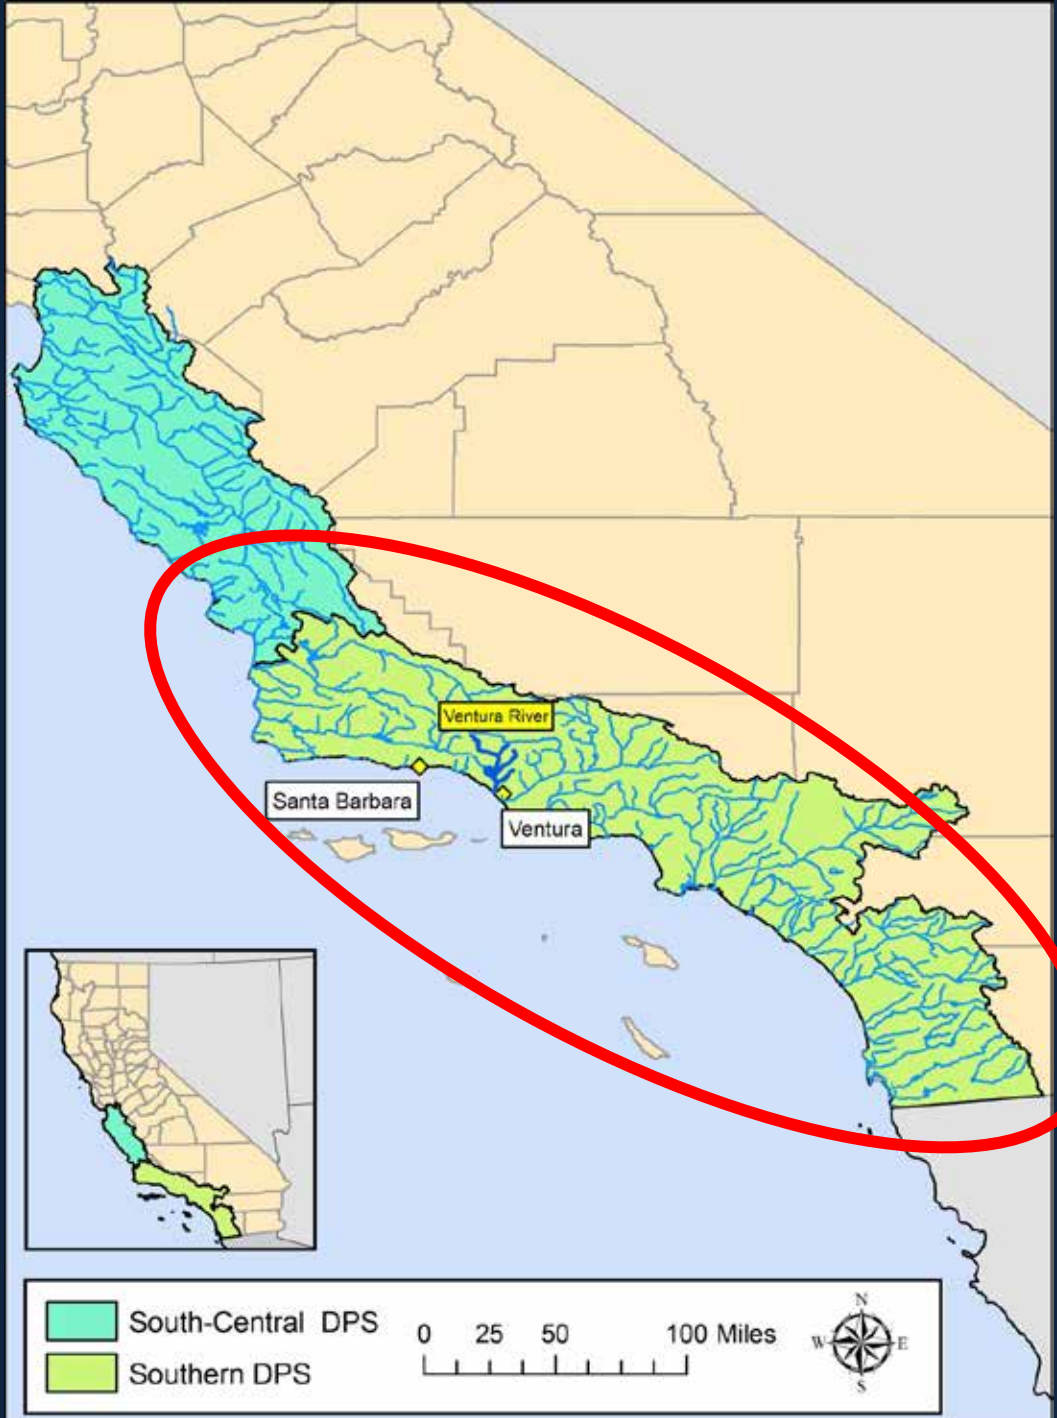 Ventura River
Santa Barbara
Ventura
South-Central DPS
Southern DPS
0 25 50 100 Miles
N
W E
S